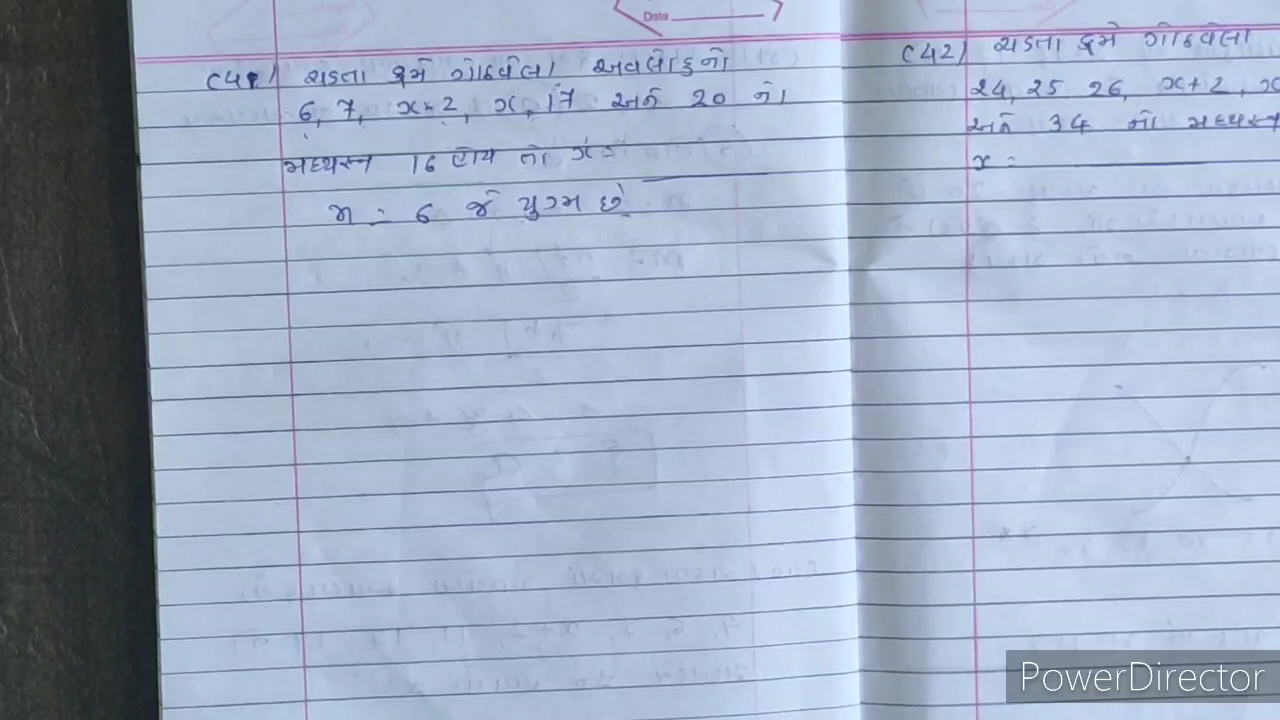 Date
(41) ચડતા ક્રમે ગોઠવેલા અવલોકનો
6, 7, x-2, x, 17 અને 20 નો
મધ્યસ્થ 16 હોય તો x=
n = 6 જે યુગ્મ છે
(42) ચડતા ક્રમે ગોઠવેલા
24, 25 26, x+2, x
અને 34 નો મધ્યસ્થ
x =
PowerDirector